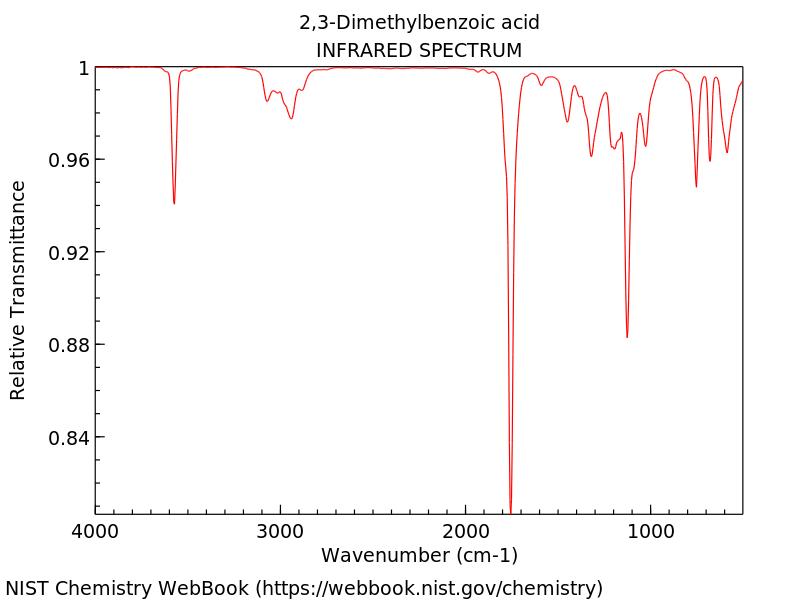 2,3-Dimethylbenzoic acid
INFRARED SPECTRUM
Relative Transmittance
1
0.96
0.92
0.88
0.84
4000 3000 2000 1000
Wavenumber (cm-1)
NIST Chemistry WebBook (https://webbook.nist.gov/chemistry)